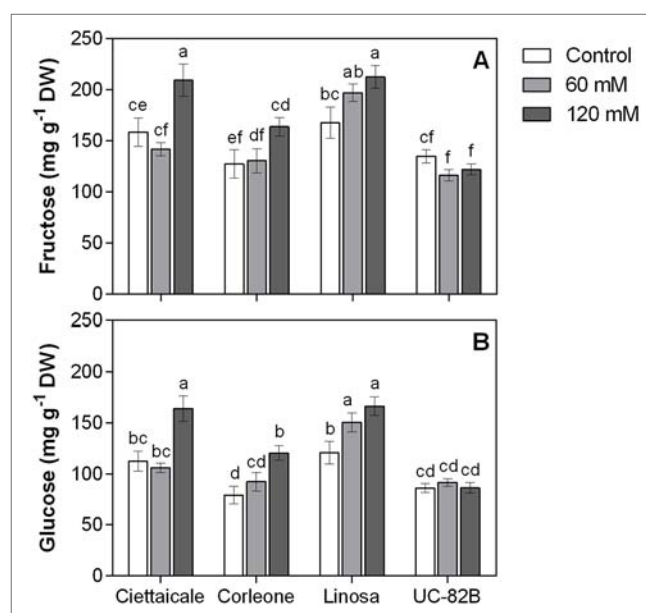 A
Control
60 mM
120 mM
Fructose (mg g⁻¹ DW)
250
200
150
100
50
0
ce cf a ef df cd bc ab a cf f f
B
Glucose (mg g⁻¹ DW)
250
200
150
100
50
0
bc bc a d cd b b a a cd cd cd
Ciettaicale Corleone Linosa UC-82B